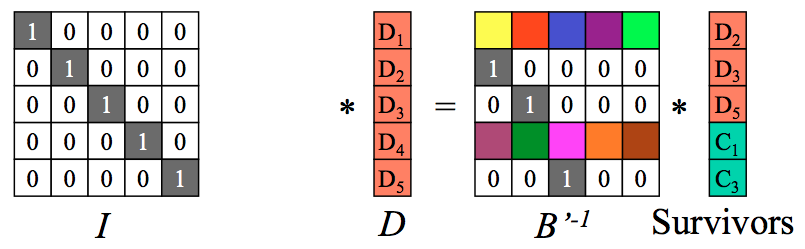 1 0 0 0 0 D₁ D₂
0 1 0 0 0 D₂ 1 0 0 0 0 D₃
0 0 1 0 0 * D₃ = 0 1 0 0 0 * D₅
0 0 0 1 0 D₄ C₁
0 0 0 0 1 D₅ 0 0 1 0 0 C₃
I D B’⁻¹ Survivors